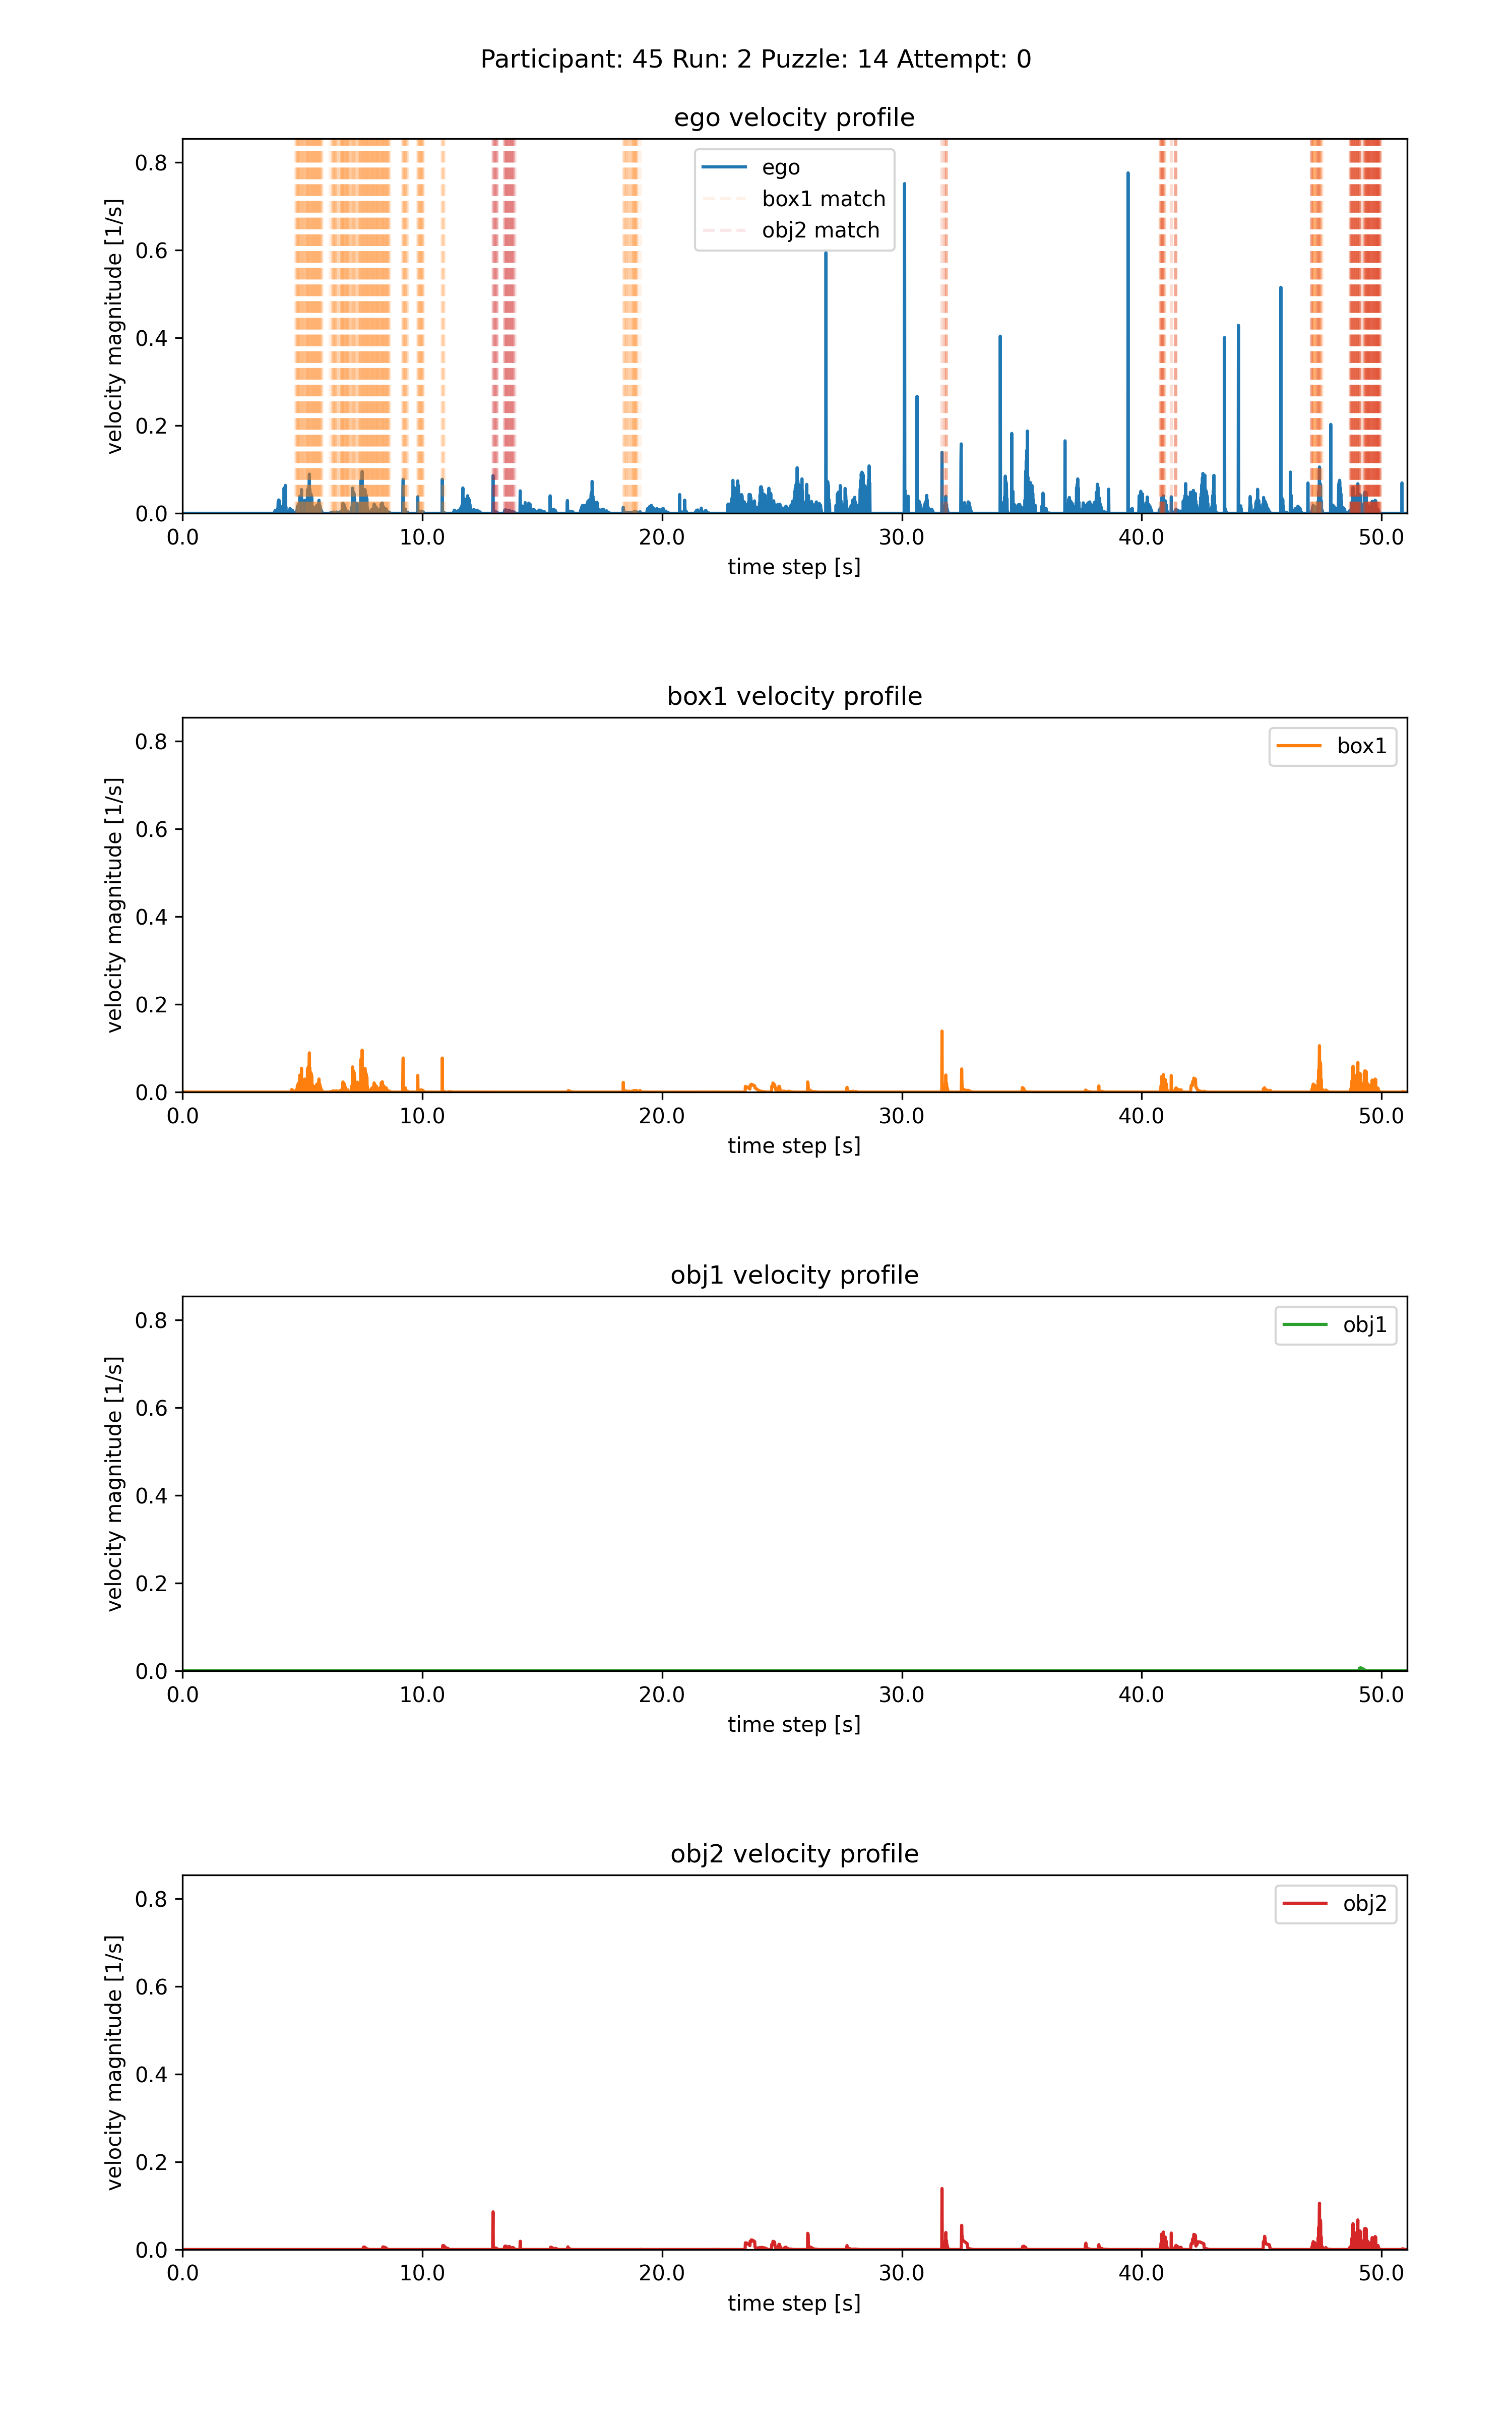 Participant: 45 Run: 2 Puzzle: 14 Attempt: 0
ego velocity profile
velocity magnitude [1/s]
0.8
0.6
0.4
0.2
0.0
ego
box1 match
obj2 match
0.0 10.0 20.0 30.0 40.0 50.0
time step [s]
box1 velocity profile
velocity magnitude [1/s]
0.8
0.6
0.4
0.2
0.0
box1
0.0 10.0 20.0 30.0 40.0 50.0
time step [s]
obj1 velocity profile
velocity magnitude [1/s]
0.8
0.6
0.4
0.2
0.0
obj1
0.0 10.0 20.0 30.0 40.0 50.0
time step [s]
obj2 velocity profile
velocity magnitude [1/s]
0.8
0.6
0.4
0.2
0.0
obj2
0.0 10.0 20.0 30.0 40.0 50.0
time step [s]